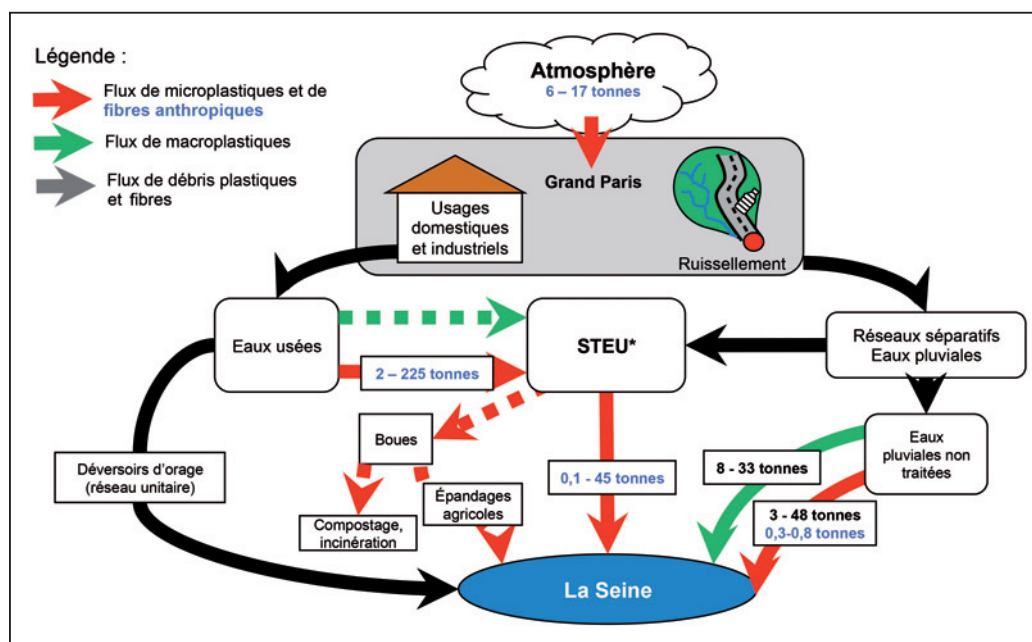 Légende :
Flux de microplastiques et de
fibres anthropiques
Flux de macroplastiques
Flux de débris plastiques
et fibres
Atmosphère
6 – 17 tonnes
Grand Paris
Usages
domestiques
et industriels
Ruissellement
Eaux usées
STEU*
Réseaux séparatifs
Eaux pluviales
2 – 225 tonnes
Boues
Eaux
pluviales non
traitées
Déversoirs d'orage
(réseau unitaire)
Épandages
agricoles
Compostage,
incinération
0,1 - 45 tonnes
8 - 33 tonnes
3 - 48 tonnes
0,3-0,8 tonnes
La Seine